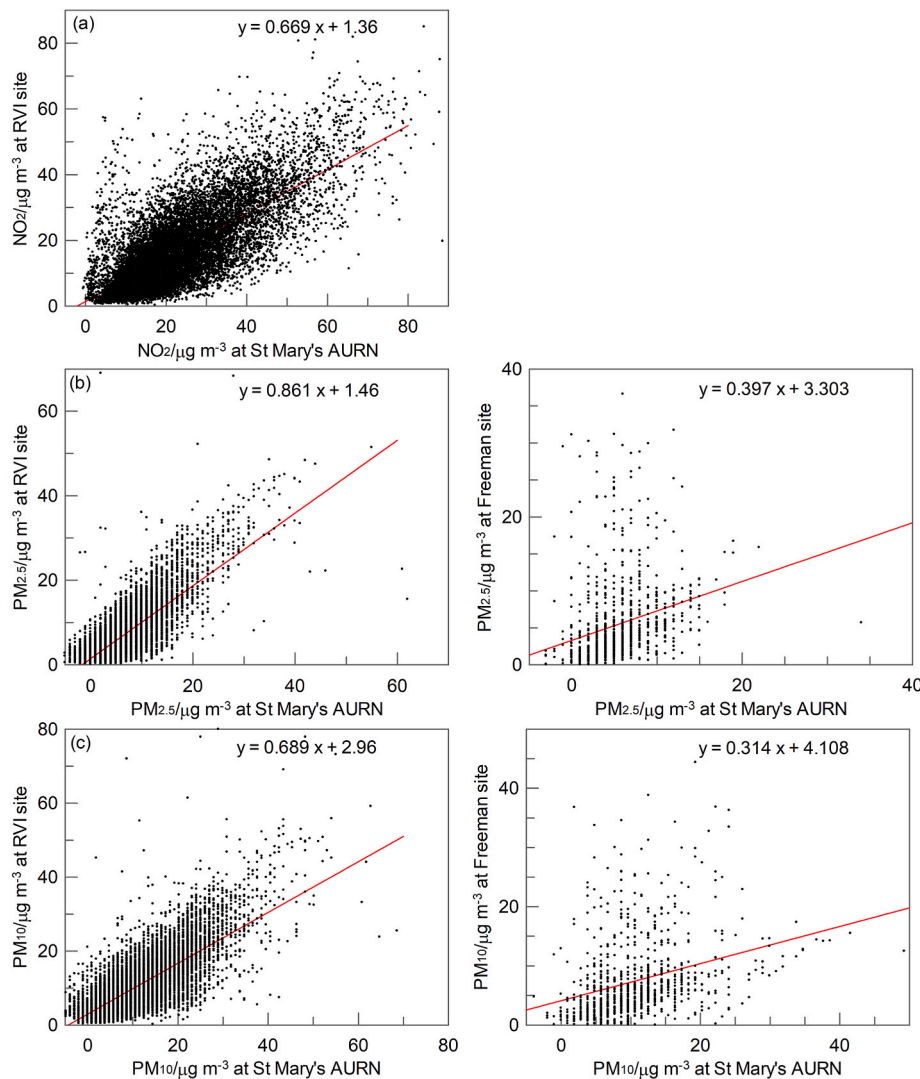 (a)
y = 0.669 x + 1.36
80
60
40
20
0
NO2/μg m-3 at RVI site
0 20 40 60 80
NO2/μg m-3 at St Mary's AURN
(b)
y = 0.861 x + 1.46
60
40
20
0
PM2.5/μg m-3 at RVI site
0 20 40 60
PM2.5/μg m-3 at St Mary's AURN
y = 0.397 x + 3.303
40
20
0
PM2.5/μg m-3 at Freeman site
0 20 40
PM2.5/μg m-3 at St Mary's AURN
(c)
y = 0.689 x + 2.96
80
60
40
20
0
PM10/μg m-3 at RVI site
0 20 40 60 80
PM10/μg m-3 at St Mary's AURN
y = 0.314 x + 4.108
40
20
0
PM10/μg m-3 at Freeman site
0 20 40
PM10/μg m-3 at St Mary's AURN